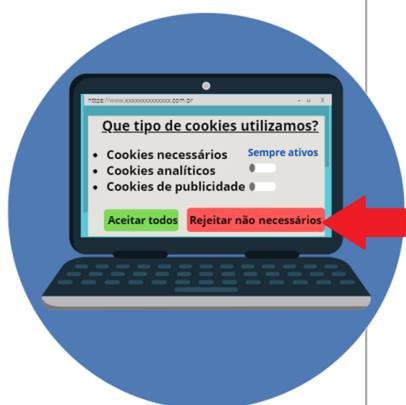 https://www.xxxxxxxxxxxxxx.com.br
- u X
Que tipo de cookies utilizamos?
• Cookies necessários Sempre ativos
• Cookies analíticos
• Cookies de publicidade
Aceitar todos Rejeitar não necessários